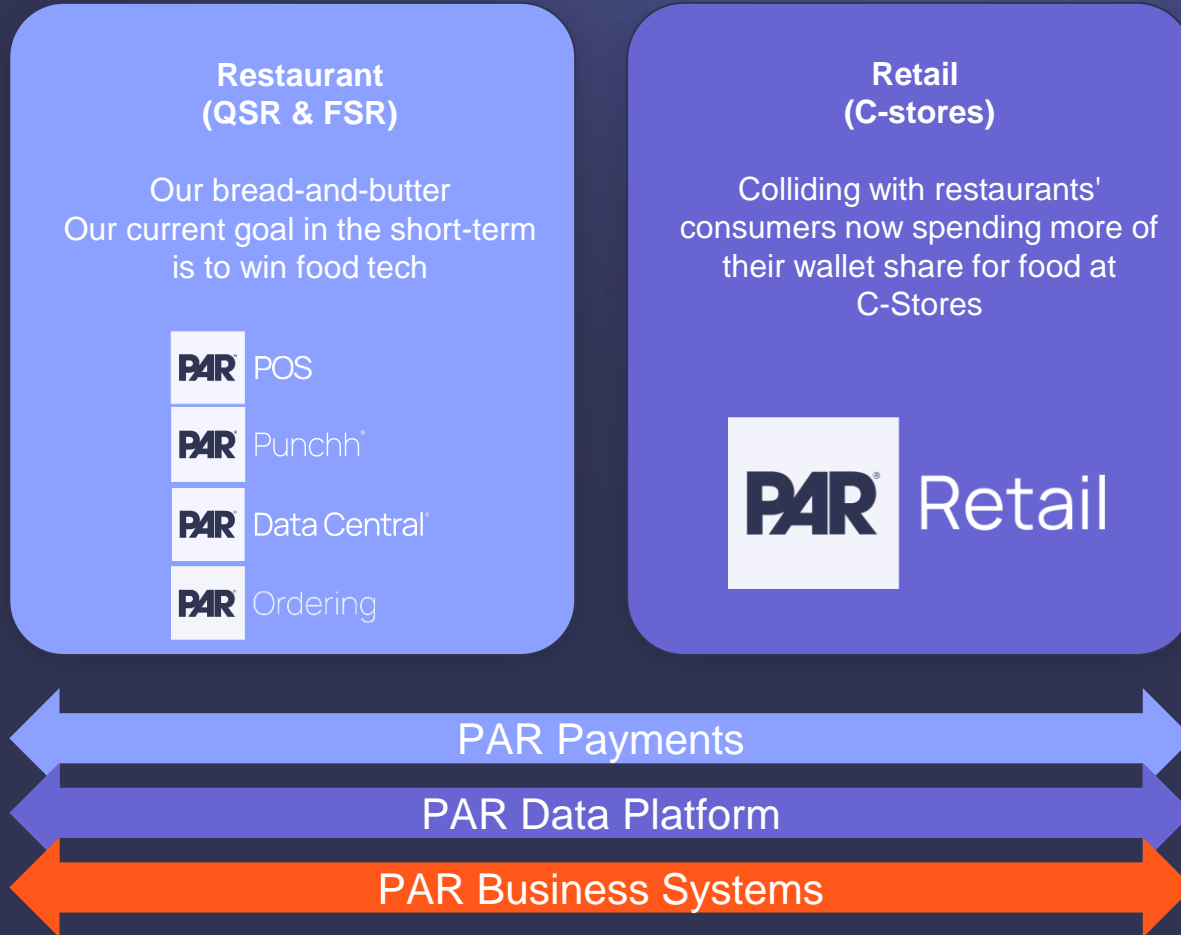 Restaurant
(QSR & FSR)
Our bread-and-butter
Our current goal in the short-term
is to win food tech
PAR POS
PAR Punchh®
PAR Data Central®
PAR Ordering
Retail
(C-stores)
Colliding with restaurants'
consumers now spending more of
their wallet share for food at
C-Stores
PAR® Retail
PAR Payments
PAR Data Platform
PAR Business Systems